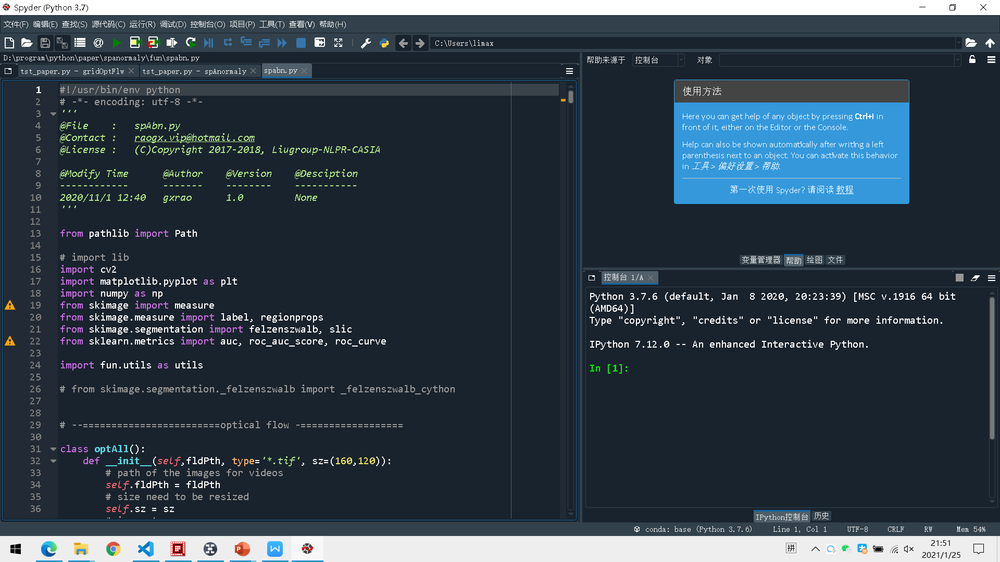 Spyder (Python 3.7)
文件(F) 编辑(E) 查找(S) 源代码(C) 运行(R) 调试(D) 控制台(O) 项目(P) 工具(T) 查看(V) 帮助(H)
C:\Users\limax
D:\program\python\paper\spanormaly\fun\spabn.py
tst_paper.py - gridOptFlw
tst_paper.py - spAnormaly
spabn.py
1 #!/usr/bin/env python
2 # -*- encoding: utf-8 -*-
3 '''
4 @File    :   spAbn.py
5 @Contact :   raogx.vip@hotmail.com
6 @License :   (C)Copyright 2017-2018, Liugroup-NLPR-CASIA
7
8 @Modify Time      @Author    @Version    @Desciption
9 ------------      -------    --------    -----------
10 2020/11/1 12:40   gxrao      1.0         None
11 '''
12
13 from pathlib import Path
14
15 # import lib
16 import cv2
17 import matplotlib.pyplot as plt
18 import numpy as np
19 from skimage import measure
20 from skimage.measure import label, regionprops
21 from skimage.segmentation import felzenszwalb, slic
22 from sklearn.metrics import auc, roc_auc_score, roc_curve
23
24 import fun.utils as utils
25
26 # from skimage.segmentation._felzenszwalb import _felzenszwalb_cython
27
28
29 # --========================optical flow -==================
30
31 class optAll():
32     def __init__(self,fldPth, type='*.tif', sz=(160,120)):
33         # path of the images for videos
34         self.fldPth = fldPth
35         # size need to be resized
36         self.sz = sz
帮助来源于 控制台 对象
使用方法
Here you can get help of any object by pressing Ctrl+I in
front of it, either on the Editor or the Console.
Help can also be shown automatically after writing a left
parenthesis next to an object. You can activate this behavior
in 工具 > 偏好设置 > 帮助.
第一次使用 Spyder? 请阅读 教程
变量管理器 帮助 绘图 文件
控制台 1/A
Python 3.7.6 (default, Jan  8 2020, 20:23:39) [MSC v.1916 64 bit
(AMD64)]
Type "copyright", "credits" or "license" for more information.
IPython 7.12.0 -- An enhanced Interactive Python.
In [1]:
IPython控制台 历史
conda: base (Python 3.7.6) Line 1, Col 1 UTF-8 CRLF RW Mem 54%
拼
21:51
2021/1/25